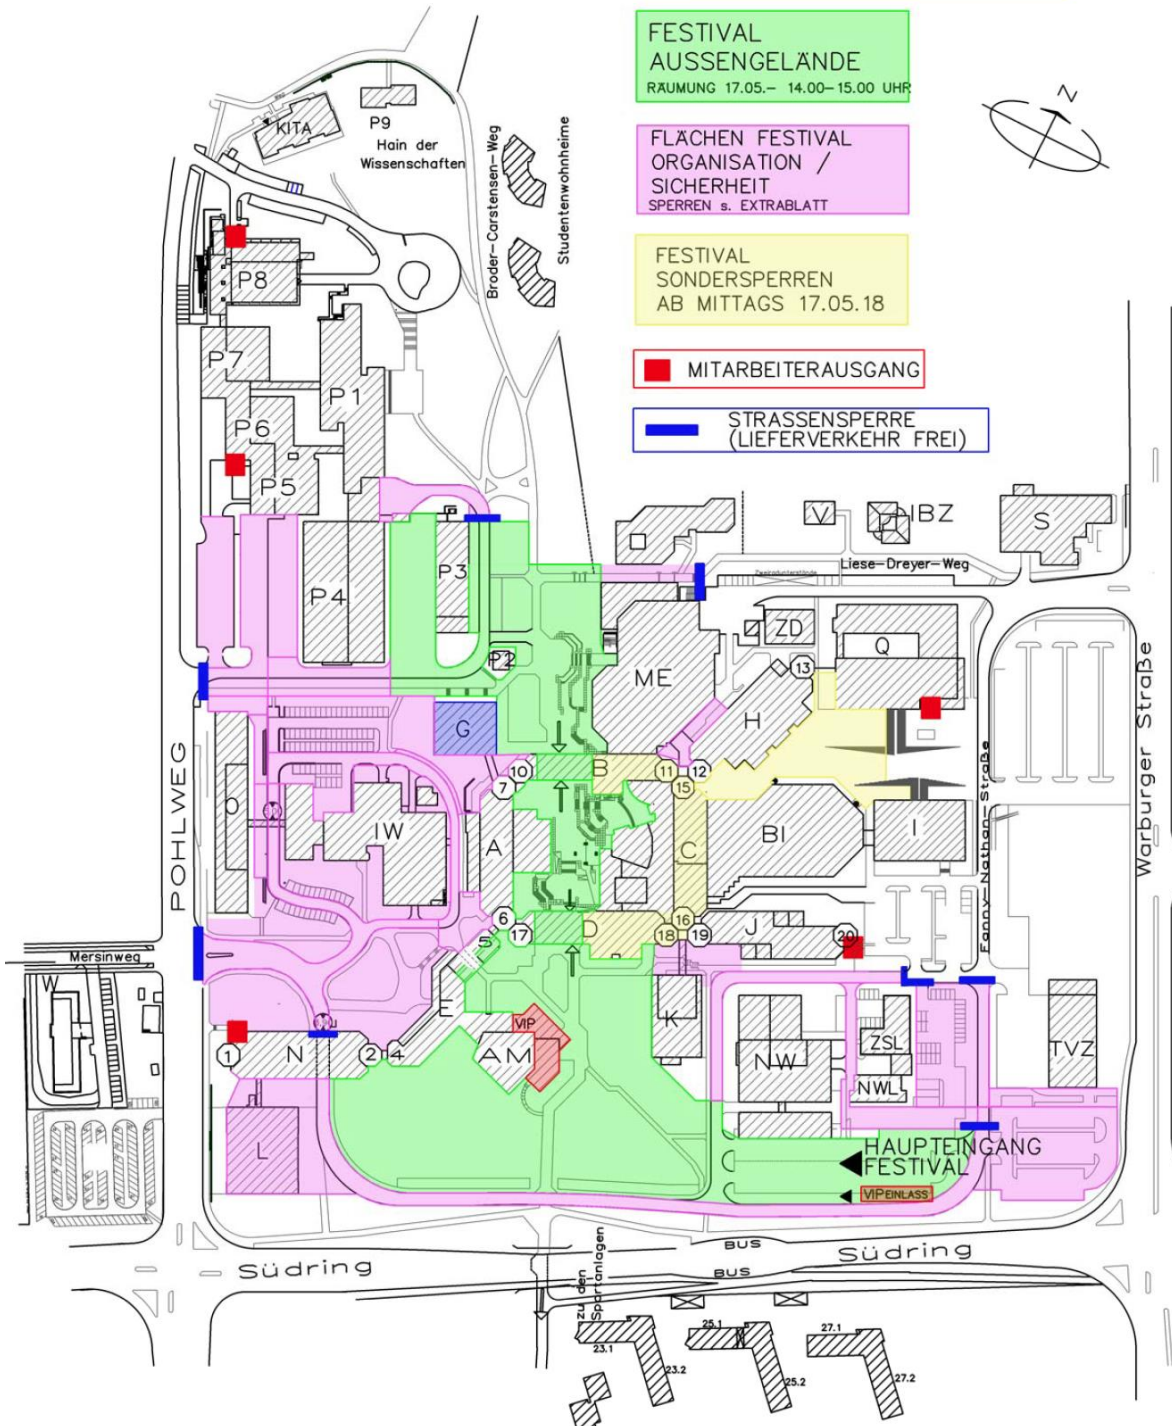 FESTIVAL
AUSSENGELÄNDE
RÄUMUNG 17.05.– 14.00–15.00 UHR
FLÄCHEN FESTIVAL
ORGANISATION /
SICHERHEIT
SPERREN s. EXTRABLATT
FESTIVAL
SONDERSPERREN
AB MITTAGS 17.05.18
MITARBEITERAUSGANG
STRASSENSPERRE
(LIEFERVERKEHR FREI)
N
KITA
P9
Hain der
Wissenschaften
Broder-Carstensen-Weg
Studentenwohnheime
P8
P7
P1
P6
P5
P4
P3
P2
V
IBZ
S
Liese-Dreyer-Weg
Zweiradunterstände
ZD
Q
ME
13
H
G
POHLWEG
Warburger Straße
Fanny-Nathan-Straße
10
B
11
12
7
15
O
IW
A
C
BI
I
6
17
D
16
18
19
J
20
5
Mersinweg
W
E
VIP
K
1
N
2
4
AM
NW
ZSL
NWL
TVZ
L
HAUPTEINGANG
FESTIVAL
VIP EINLASS
Südring
BUS
BUS
Südring
zu den
Sportanlagen
23.1
23.2
25.1
25.2
27.1
27.2